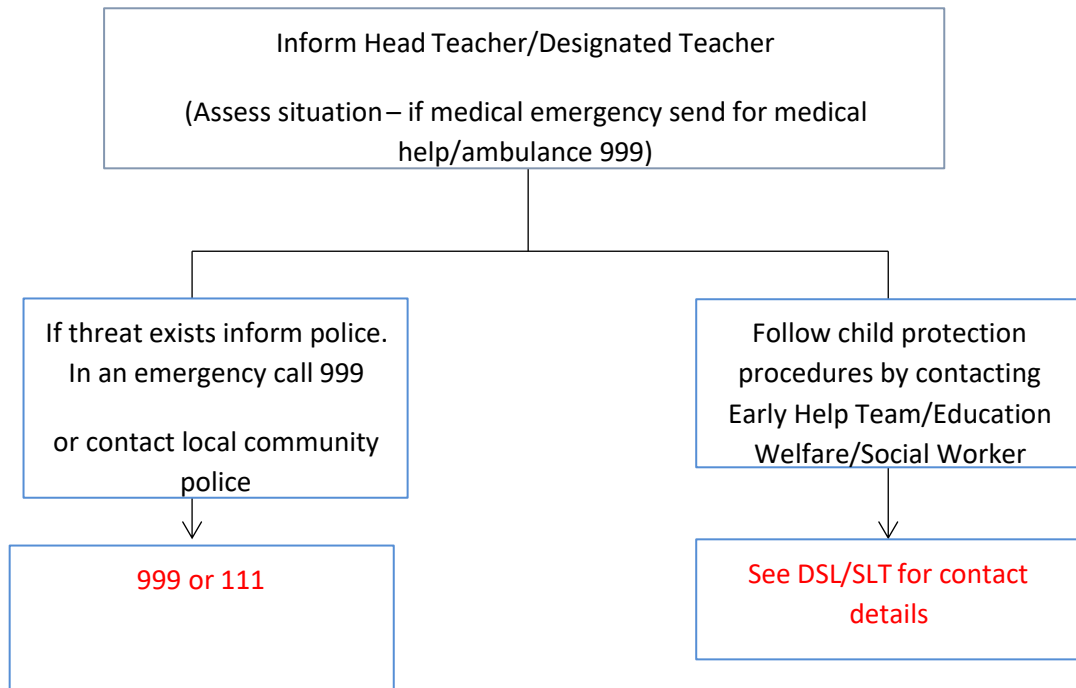 Inform Head Teacher/Designated Teacher
(Assess situation – if medical emergency send for medical
help/ambulance 999)
If threat exists inform police.
In an emergency call 999
or contact local community
police
Follow child protection
procedures by contacting
Early Help Team/Education
Welfare/Social Worker
999 or 111
See DSL/SLT for contact
details